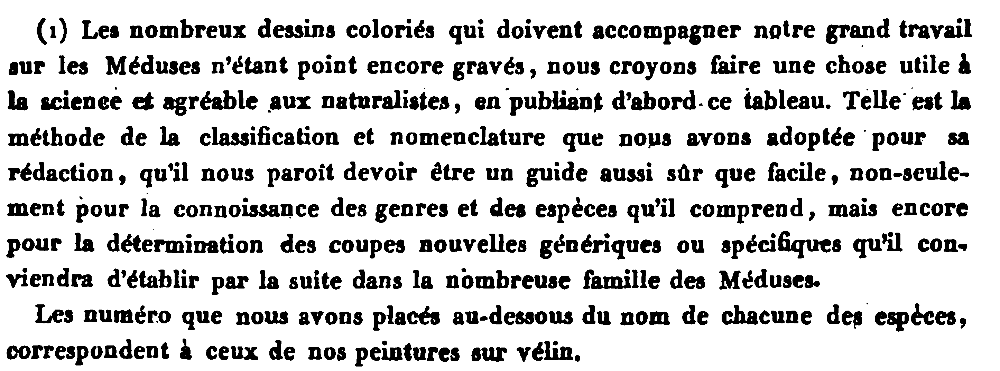 (1) Les nombreux dessins coloriés qui doivent accompagner notre grand travail
sur les Méduses n'étant point encore gravés, nous croyons faire une chose utile à
la science et agréable aux naturalistes, en publiant d'abord ce tableau. Telle est la
méthode de la classification et nomenclature que nous avons adoptée pour sa
rédaction, qu'il nous paroît devoir être un guide aussi sûr que facile, non-seule-
ment pour la connoissance des genres et des espèces qu'il comprend, mais encore
pour la détermination des coupes nouvelles génériques ou spécifiques qu'il con-
viendra d'établir par la suite dans la nombreuse famille des Méduses.
Les numéro que nous avons placés au-dessous du nom de chacune des espèces,
correspondent à ceux de nos peintures sur vélin.